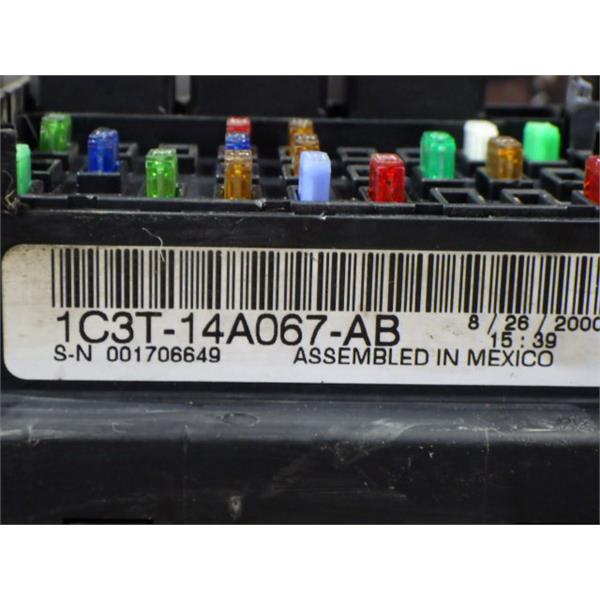 1C3T-14A067-AB 8 / 26 / 2000
15 : 39
S-N 001706649 ASSEMBLED IN MEXICO